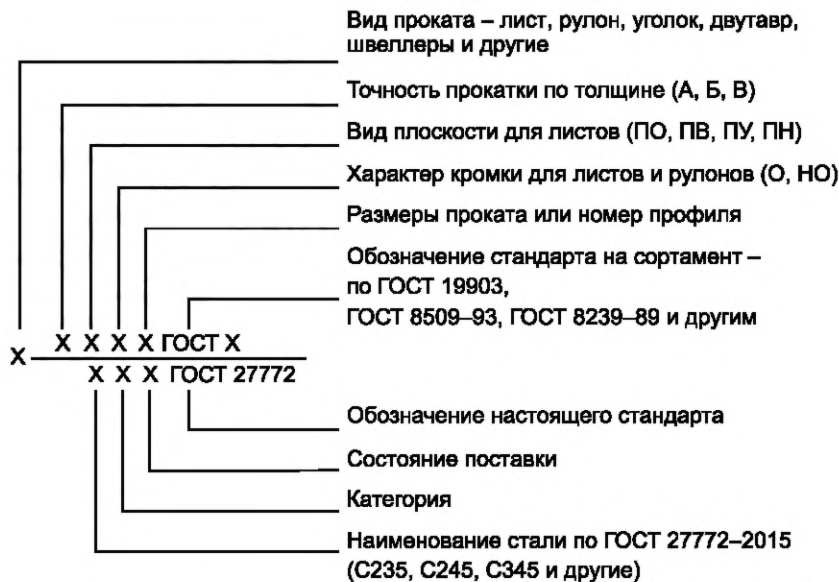 Вид проката – лист, рулон, уголок, двутавр,
швеллеры и другие
Точность прокатки по толщине (А, Б, В)
Вид плоскости для листов (ПО, ПВ, ПУ, ПН)
Характер кромки для листов и рулонов (О, НО)
Размеры проката или номер профиля
Обозначение стандарта на сортамент –
по ГОСТ 19903,
ГОСТ 8509–93, ГОСТ 8239–89 и другим
Х Х Х Х ГОСТ Х
Х
Х Х Х ГОСТ 27772
Обозначение настоящего стандарта
Состояние поставки
Категория
Наименование стали по ГОСТ 27772–2015
(С235, С245, С345 и другие)